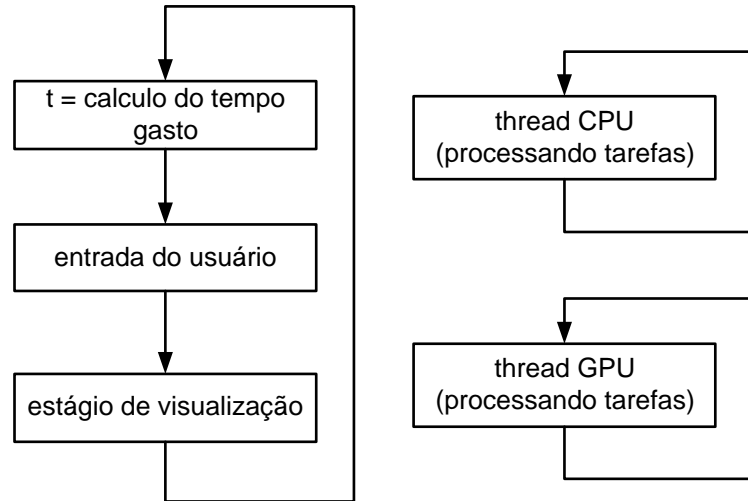 t = calculo do tempo
gasto
entrada do usuário
estágio de visualização
thread CPU
(processando tarefas)
thread GPU
(processando tarefas)